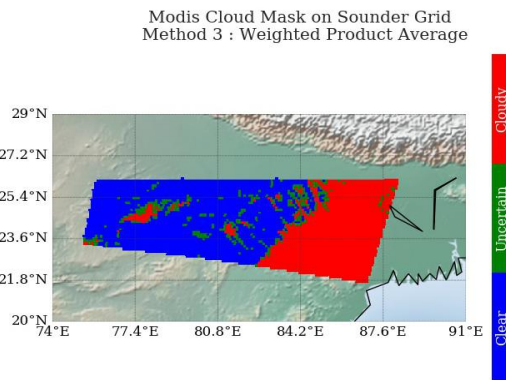 Modis Cloud Mask on Sounder Grid
Method 3 : Weighted Product Average
Cloudy
Uncertain
Clear
29°N
27.2°N
25.4°N
23.6°N
21.8°N
20°N
74°E 77.4°E 80.8°E 84.2°E 87.6°E 91°E